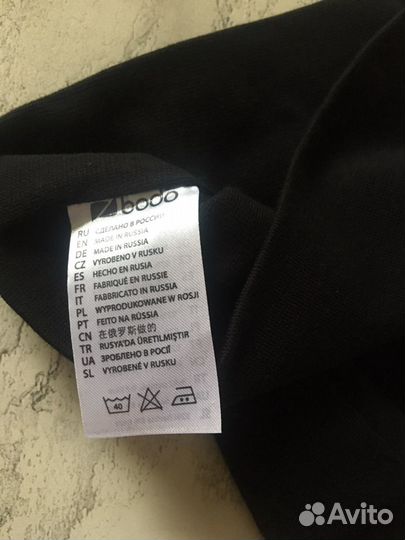 bodo
RU СДЕЛАНО В РОССИИ
EN MADE IN RUSSIA
DE MADE IN RUSSIA
CZ VYROBENO V RUSKU
ES HECHO EN RUSIA
FR FABRIQUÉ EN RUSSIE
IT FABBRICATO IN RUSSIA
PL WYPRODUKOWANE W ROSJI
PT FEITO NA RÚSSIA
CN 在俄罗斯做的
TR RUSYA'DA ÜRETILMIŞTIR
UA ЗРОБЛЕНО В РОСІЇ
SL VYROBENÉ V RUSKU
40
Avito